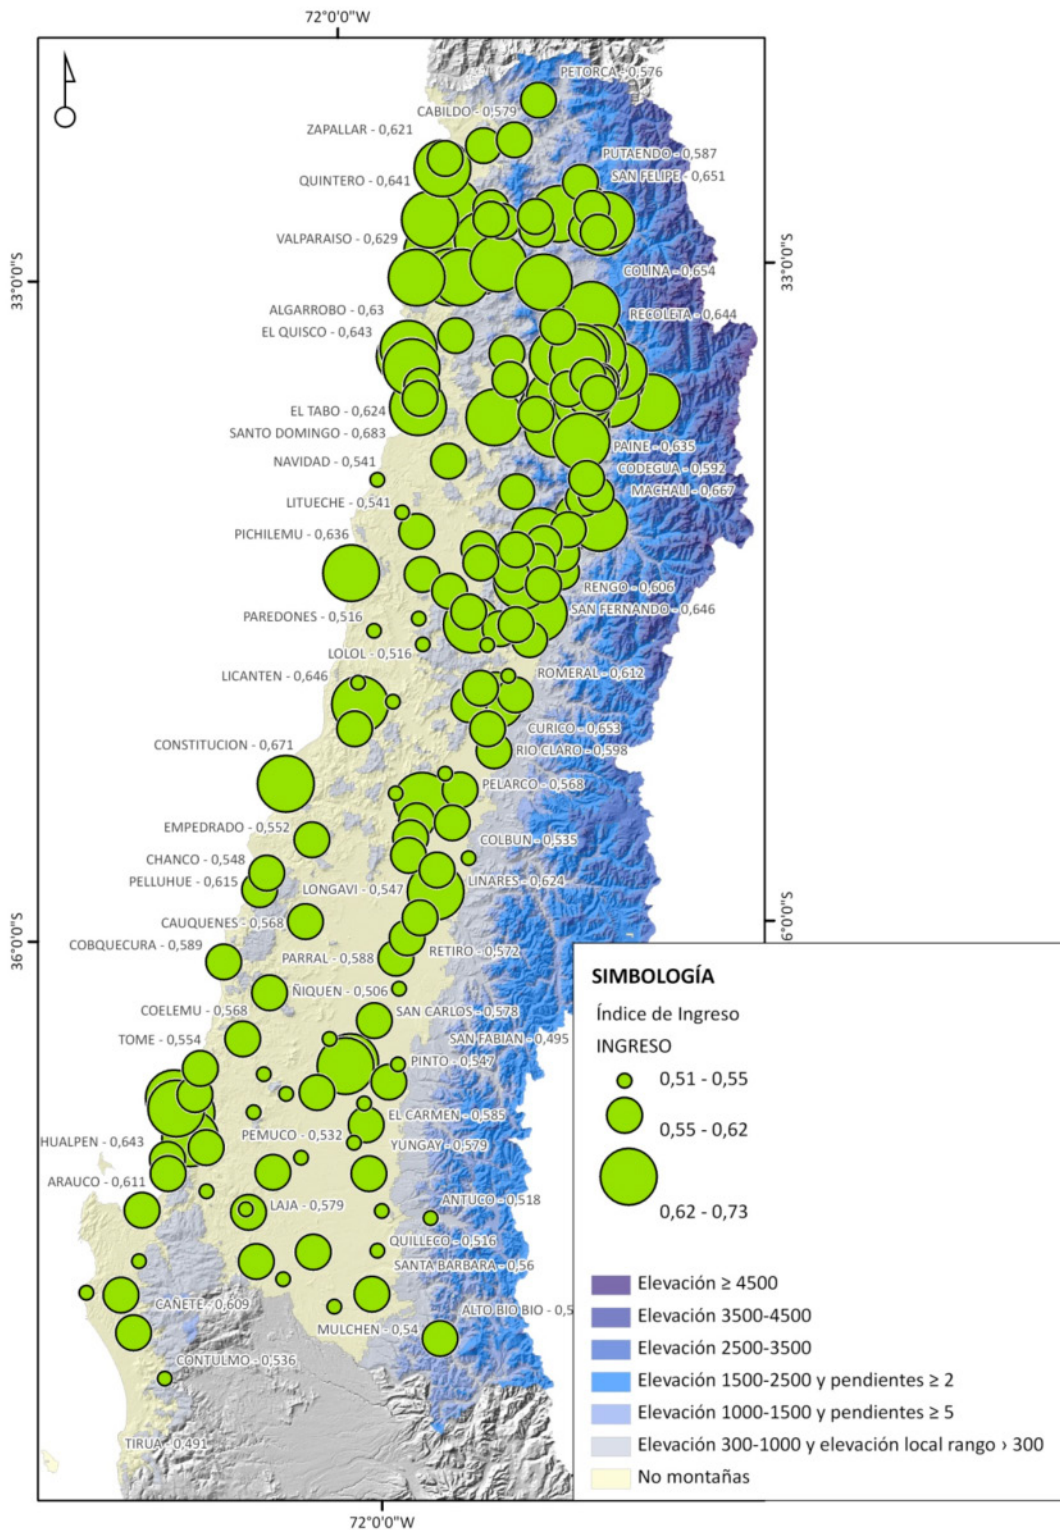 72°0'0"W
PETORCA - 0,576
CABILDO - 0,579
ZAPALLAR - 0,621
PUTAENDO - 0,587
QUINTERO - 0,641
SAN FELIPE - 0,651
VALPARAISO - 0,629
33°0'0"S
33°0'0"S
COLINA - 0,654
ALGARROBO - 0,63
RECOLETA - 0,644
EL QUISCO - 0,643
EL TABO - 0,624
SANTO DOMINGO - 0,683
PAINE - 0,635
NAVIDAD - 0,541
CODEGUA - 0,592
MACHALI - 0,667
LITUECHE - 0,541
PICHILEMU - 0,636
RENGO - 0,606
PAREDONES - 0,516
SAN FERNANDO - 0,646
LOLOL - 0,516
LICANTEN - 0,646
ROMERAL - 0,612
CURICO - 0,653
CONSTITUCION - 0,671
RIO CLARO - 0,598
PELARCO - 0,568
EMPEDRADO - 0,552
COLBUN - 0,535
CHANCO - 0,548
PELLUHUE - 0,615
LONGAVI - 0,547
LINARES - 0,624
CAUQUENES - 0,568
COBQUECURA - 0,589
PARRAL - 0,588
RETIRO - 0,572
36°0'0"S
6°0'0"S
ÑIQUEN - 0,506
COELEMU - 0,568
SAN CARLOS - 0,578
TOME - 0,554
SAN FABIAN - 0,495
PINTO - 0,547
EL CARMEN - 0,585
HUALPEN - 0,643
PEMUCO - 0,532
YUNGAY - 0,579
ARAUCO - 0,611
LAJA - 0,579
ANTUCO - 0,518
QUILLECO - 0,516
SANTA BARBARA - 0,56
CAÑETE - 0,609
MULCHEN - 0,54
ALTO BIO BIO - 0,5
CONTULMO - 0,536
TIRUA - 0,491
72°0'0"W
SIMBOLOGÍA
Índice de Ingreso
INGRESO
0,51 - 0,55
0,55 - 0,62
0,62 - 0,73
Elevación ≥ 4500
Elevación 3500-4500
Elevación 2500-3500
Elevación 1500-2500 y pendientes ≥ 2
Elevación 1000-1500 y pendientes ≥ 5
Elevación 300-1000 y elevación local rango › 300
No montañas